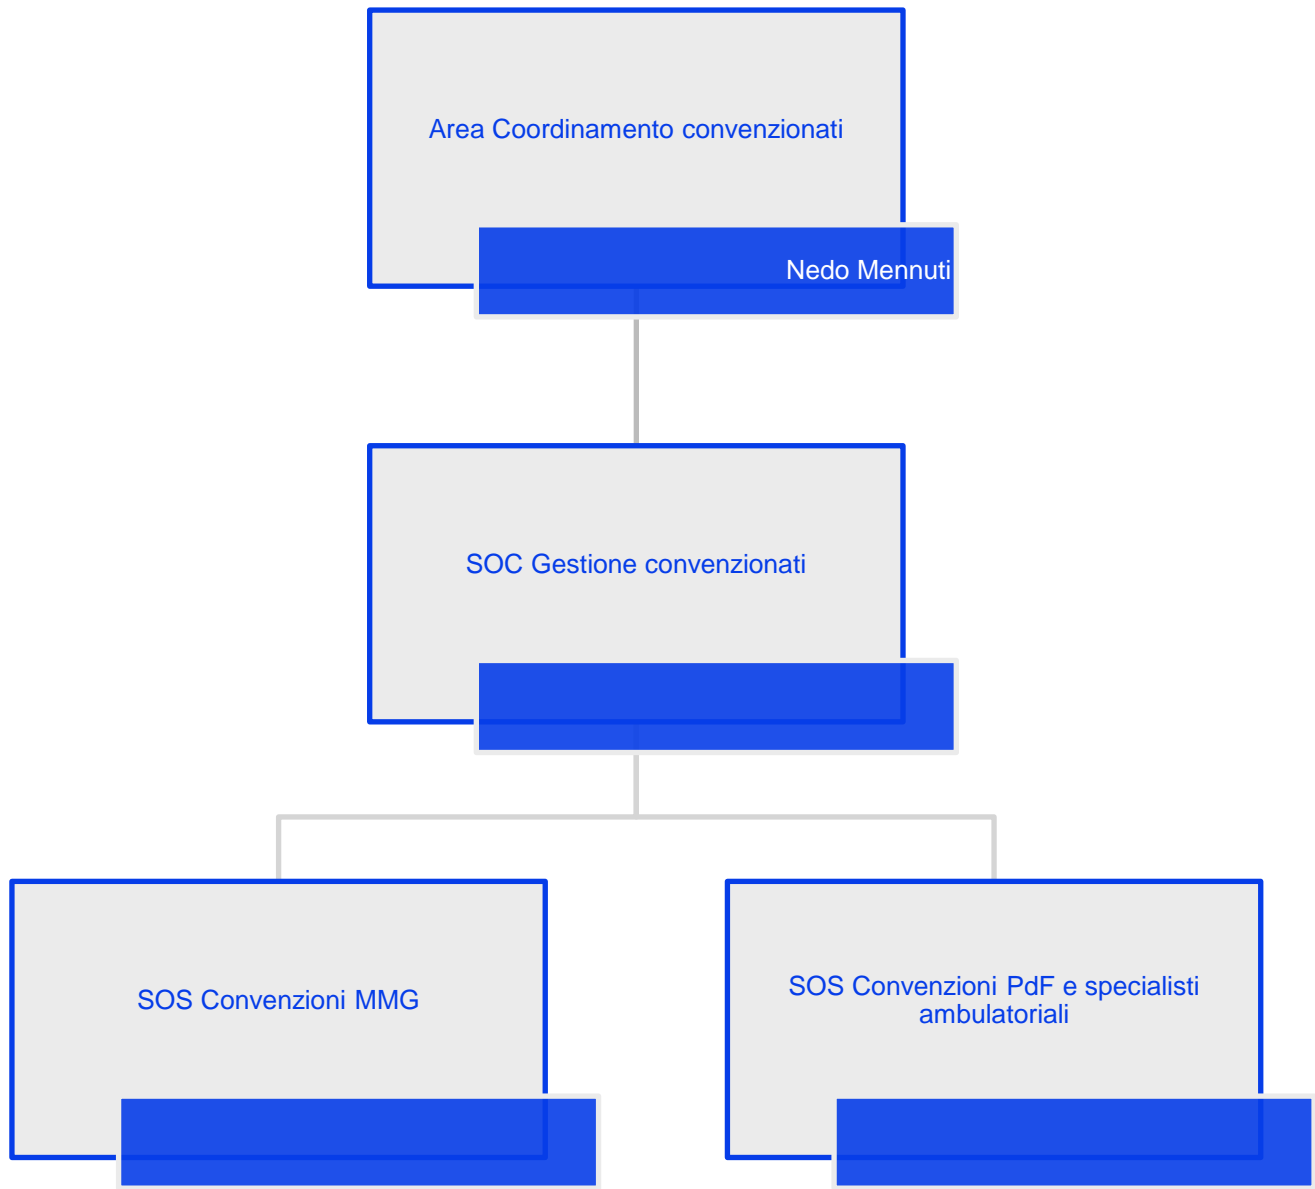 Area Coordinamento convenzionati
Nedo Mennuti
SOC Gestione convenzionati
SOS Convenzioni MMG
SOS Convenzioni PdF e specialisti
ambulatoriali